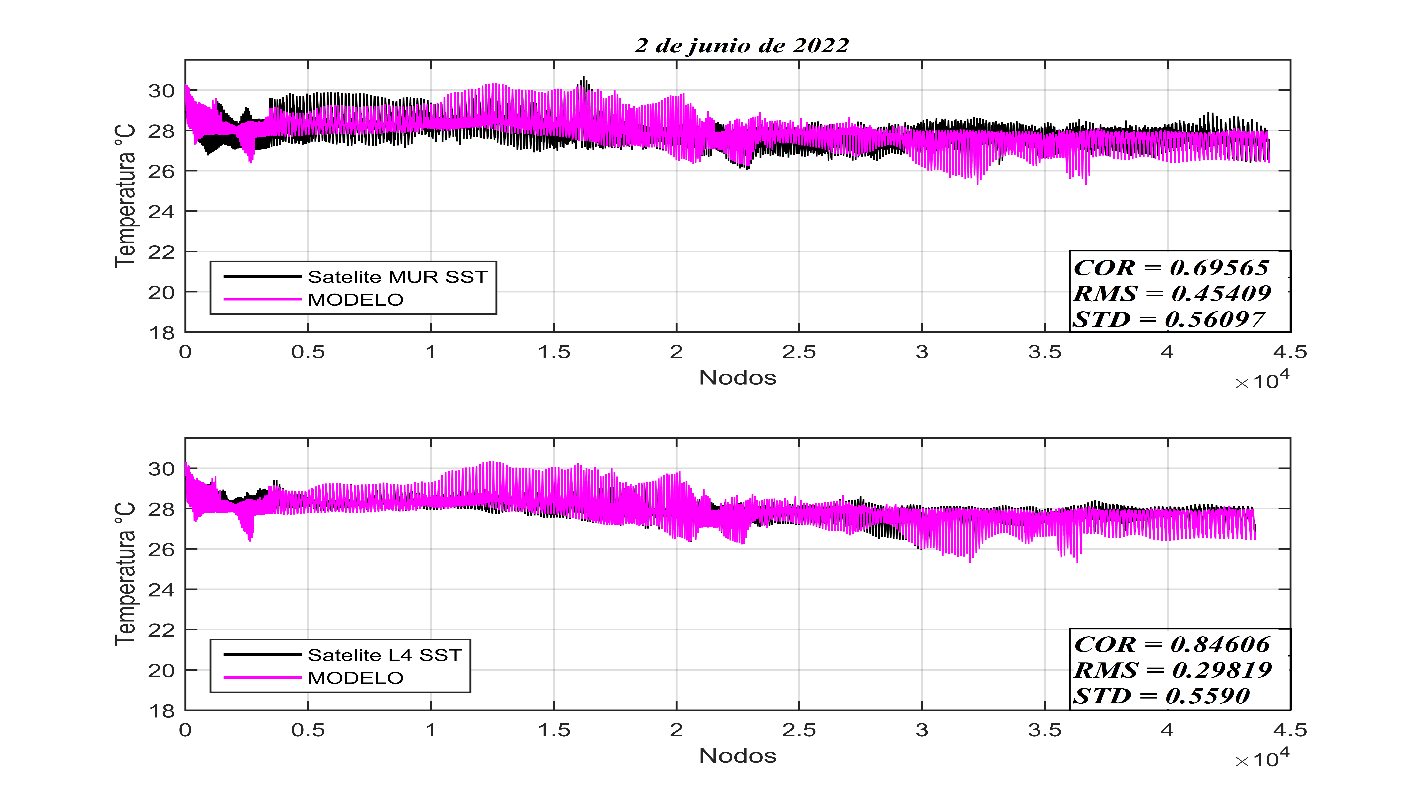 2 de junio de 2022
Temperatura °C
30
28
26
24
22
20
18
Satelite MUR SST
MODELO
COR = 0.69565
RMS = 0.45409
STD = 0.56097
0 0.5 1 1.5 2 2.5 3 3.5 4 4.5
Nodos
×10⁴
Temperatura °C
30
28
26
24
22
20
18
Satelite L4 SST
MODELO
COR = 0.84606
RMS = 0.29819
STD = 0.5590
0 0.5 1 1.5 2 2.5 3 3.5 4 4.5
Nodos
×10⁴